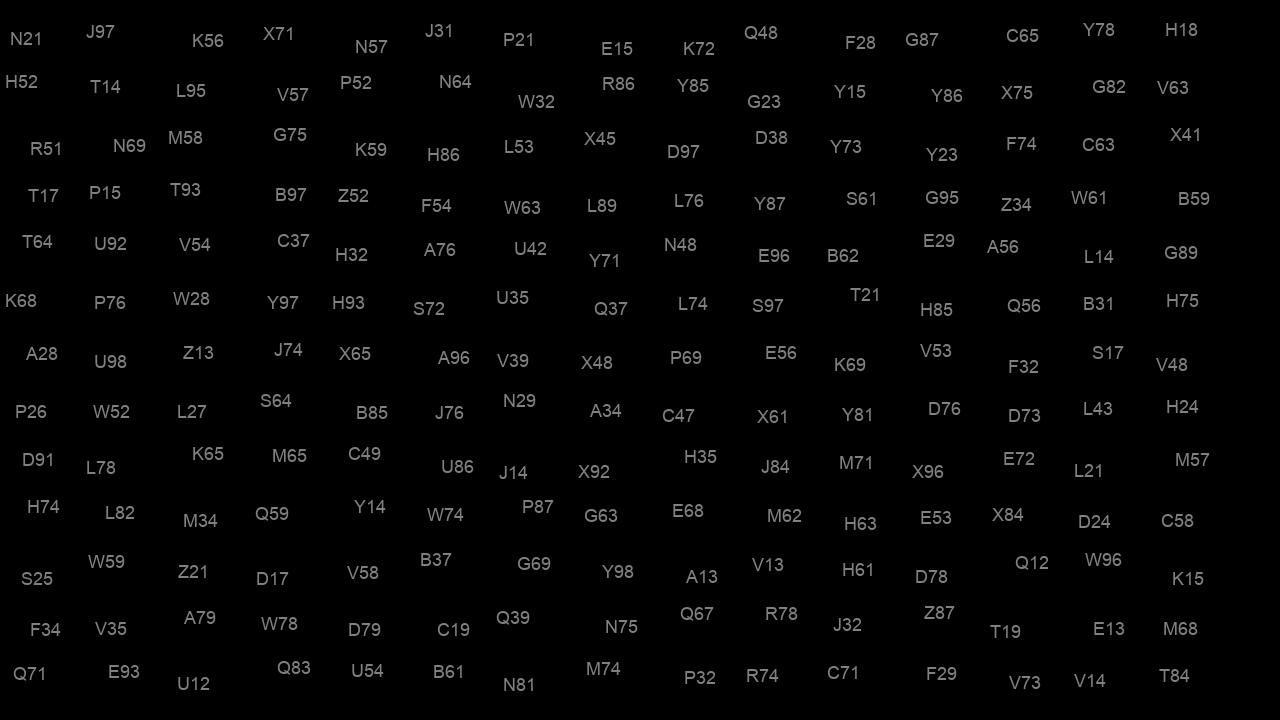 N21 J97 K56 X71 N57 J31 P21 E15 K72 Q48 F28 G87 C65 Y78 H18
H52 T14 L95 V57 P52 N64 W32 R86 Y85 G23 Y15 Y86 X75 G82 V63
R51 N69 M58 G75 K59 H86 L53 X45 D97 D38 Y73 Y23 F74 C63 X41
T17 P15 T93 B97 Z52 F54 W63 L89 L76 Y87 S61 G95 Z34 W61 B59
T64 U92 V54 C37 H32 A76 U42 Y71 N48 E96 B62 E29 A56 L14 G89
K68 P76 W28 Y97 H93 S72 U35 Q37 L74 S97 T21 H85 Q56 B31 H75
A28 U98 Z13 J74 X65 A96 V39 X48 P69 E56 K69 V53 F32 S17 V48
P26 W52 L27 S64 B85 J76 N29 A34 C47 X61 Y81 D76 D73 L43 H24
D91 L78 K65 M65 C49 U86 J14 X92 H35 J84 M71 X96 E72 L21 M57
H74 L82 M34 Q59 Y14 W74 P87 G63 E68 M62 H63 E53 X84 D24 C58
S25 W59 Z21 D17 V58 B37 G69 Y98 A13 V13 H61 D78 Q12 W96 K15
F34 V35 A79 W78 D79 C19 Q39 N75 Q67 R78 J32 Z87 T19 E13 M68
Q71 E93 U12 Q83 U54 B61 N81 M74 P32 R74 C71 F29 V73 V14 T84